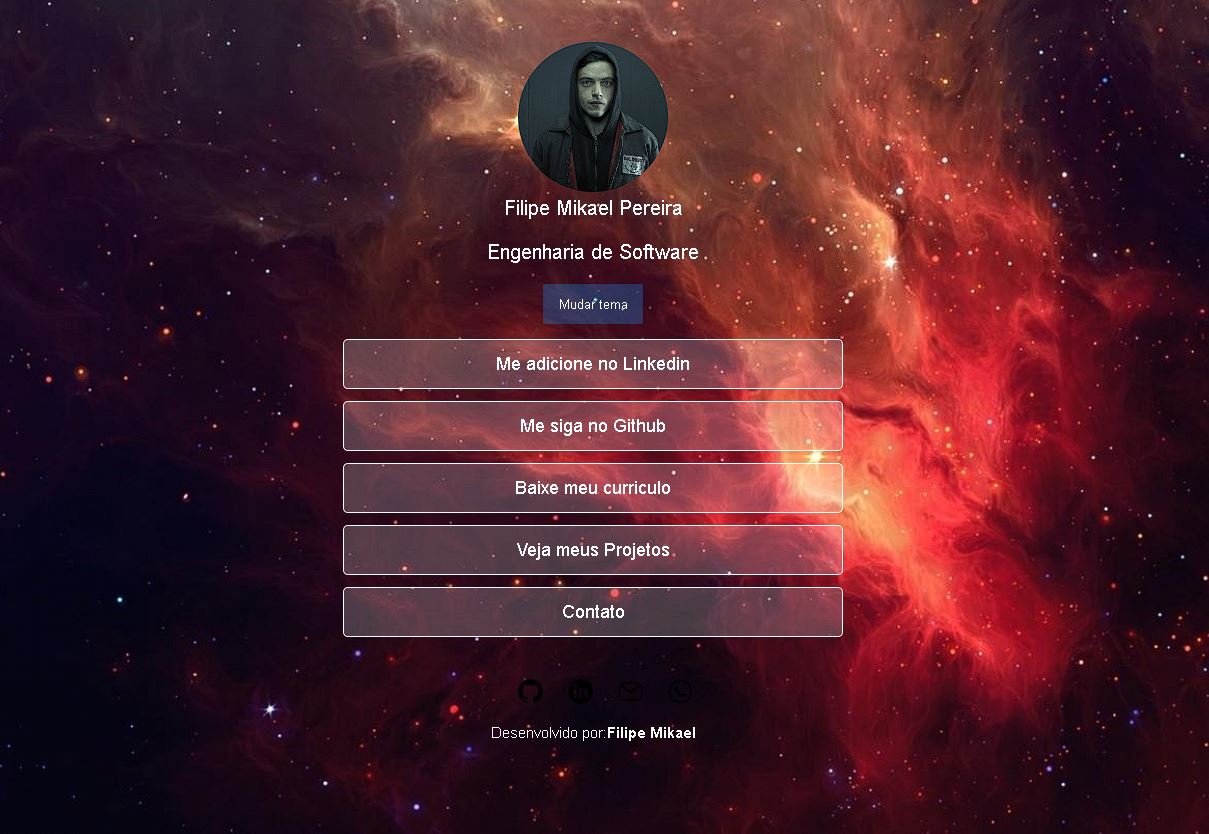 Filipe Mikael Pereira
Engenharia de Software
Mudar tema
Me adicione no Linkedin
Me siga no Github
Baixe meu curriculo
Veja meus Projetos
Contato
in
Desenvolvido por:Filipe Mikael